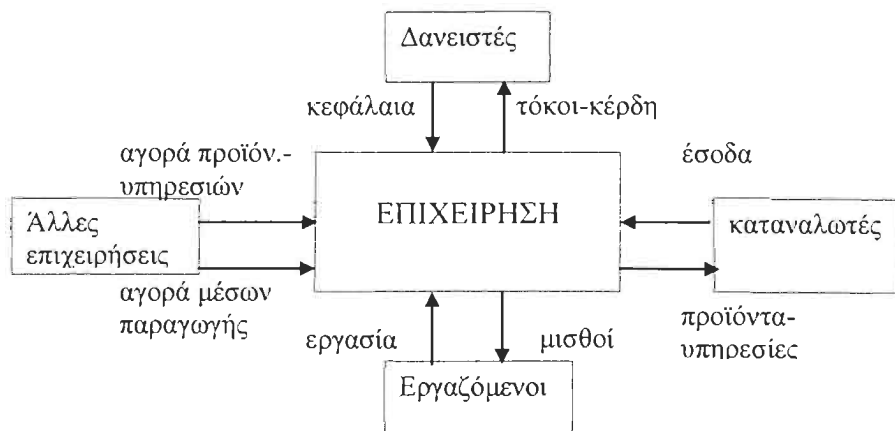 Δανειστές
κεφάλαια
τόκοι-κέρδη
αγορά προϊόν.-
υπηρεσιών
έσοδα
ΕΠΙΧΕΙΡΗΣΗ
Άλλες
επιχειρήσεις
καταναλωτές
αγορά μέσων
παραγωγής
εργασία
μισθοί
προϊόντα-
υπηρεσίες
Εργαζόμενοι